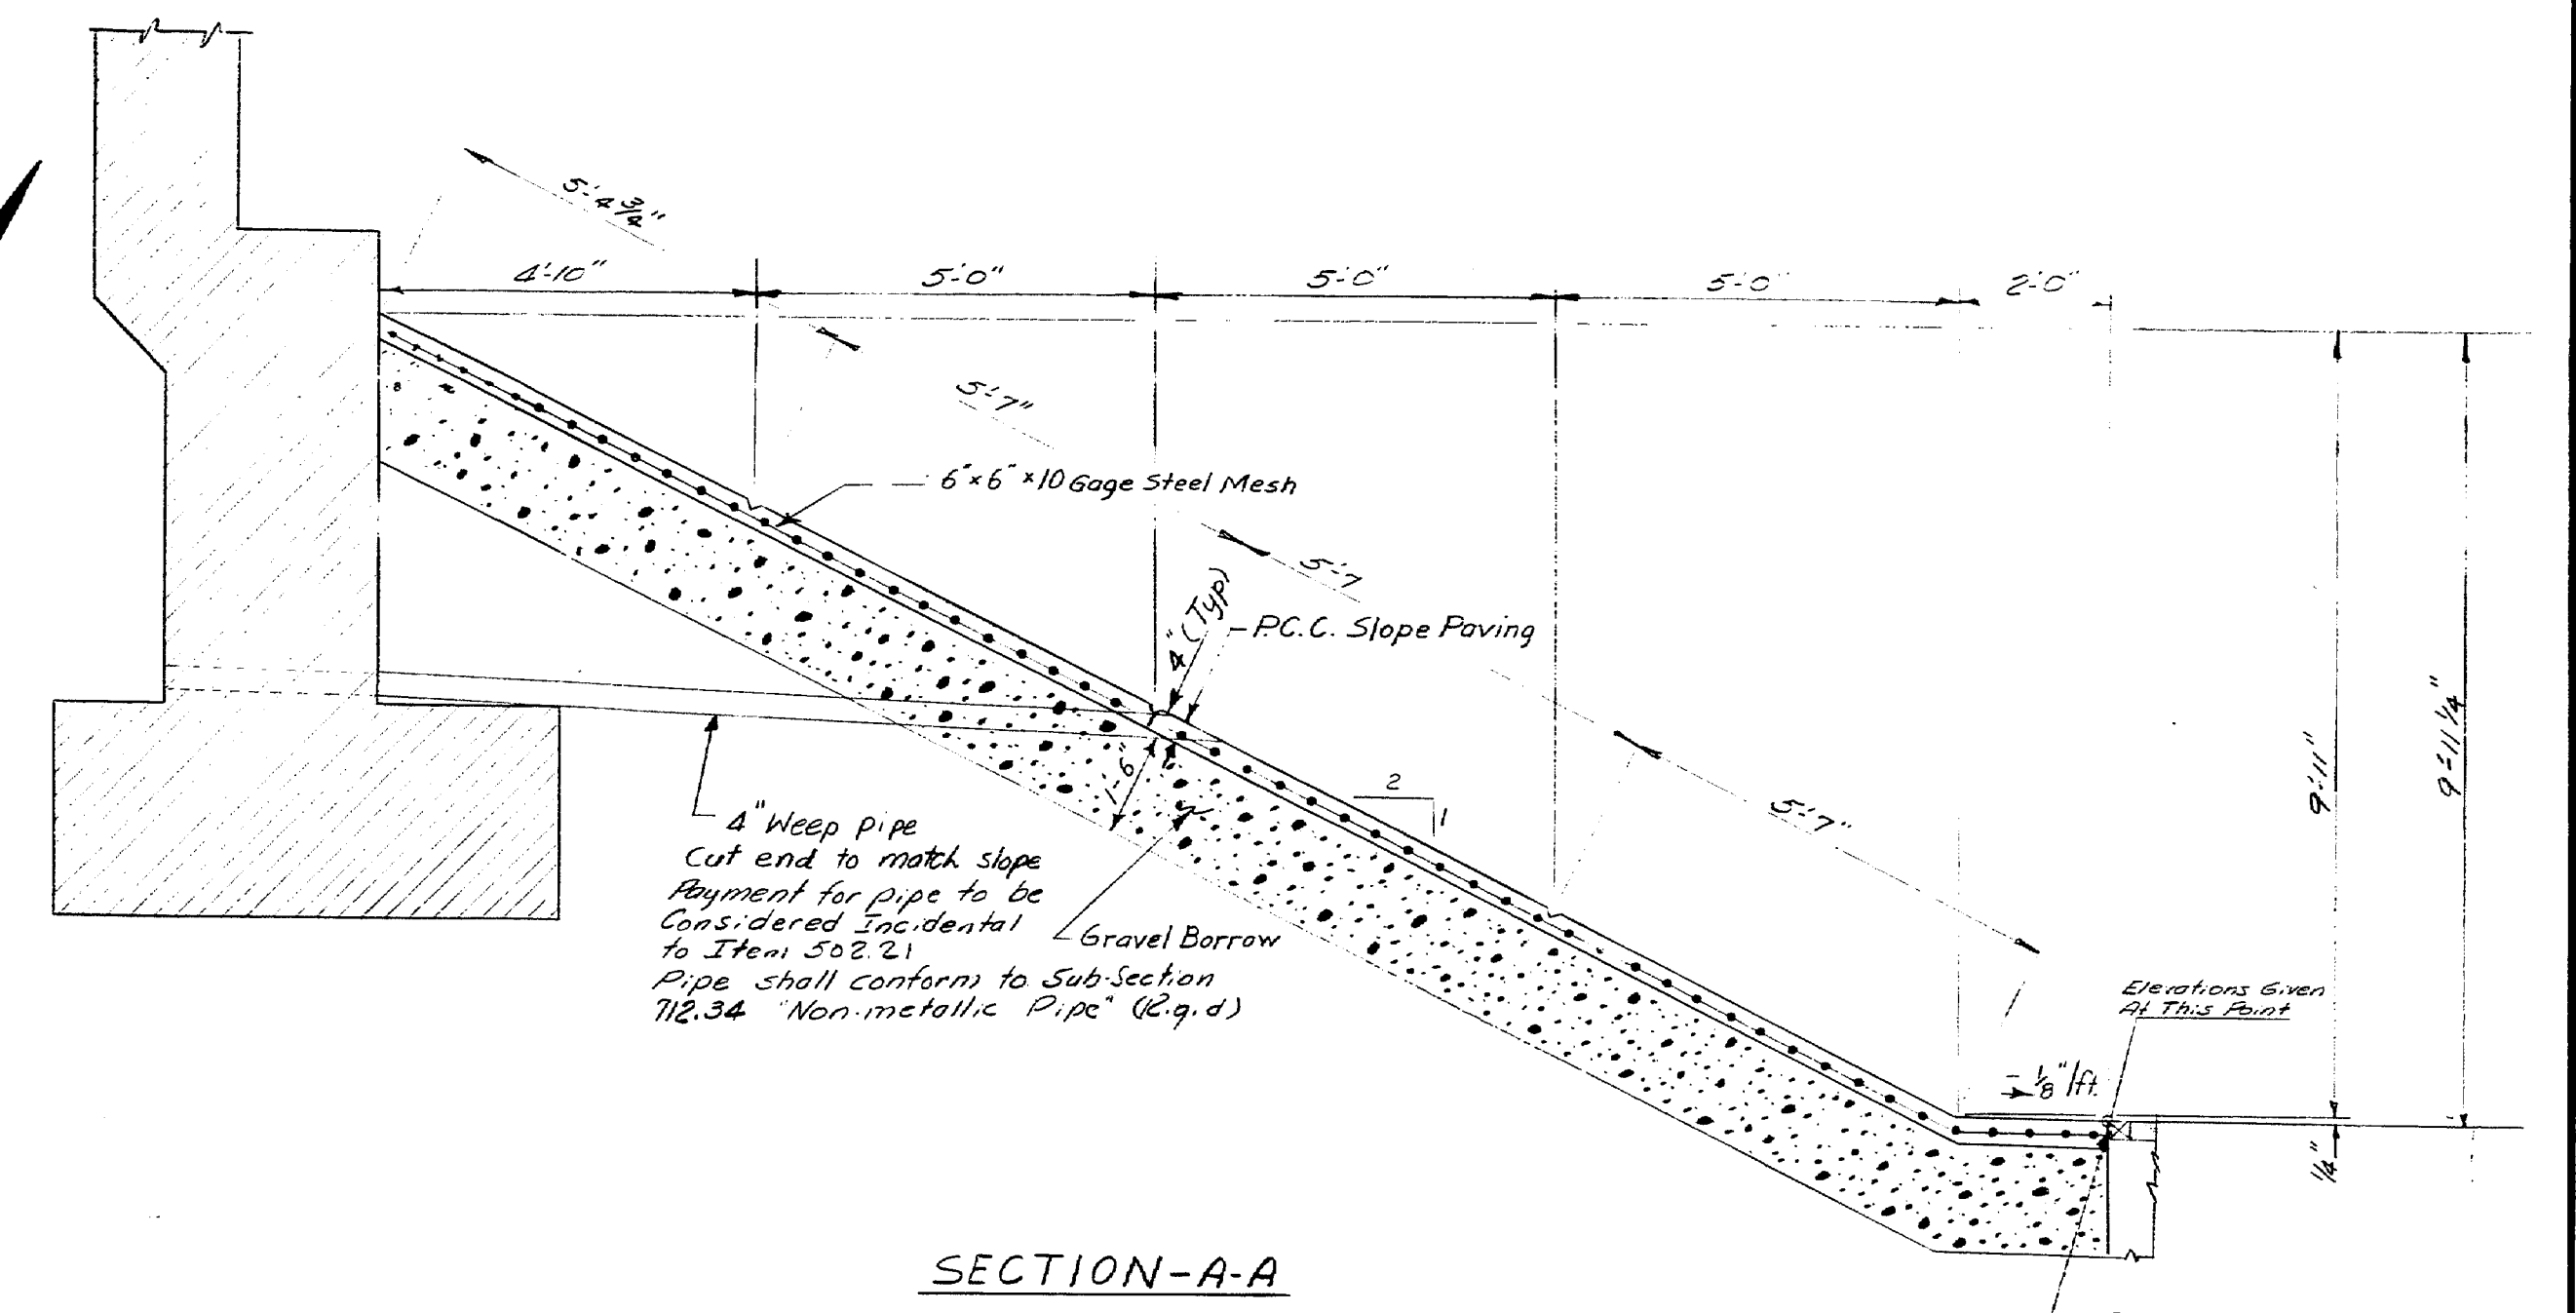 5'-4 3/4"
4'-10"
5'-0"
5'-0"
5'-0"
2'-0"
5'-7"
6"x6"x10 Gage Steel Mesh
5'-7
4" (Typ)
P.C.C. Slope Paving
2
1
1'-6"
5'-7"
9'-11"
9'-11 1/4"
4" Weep pipe
Cut end to match slope
Payment for pipe to be
Considered Incidental
to Item 502.21
Pipe shall conform to Sub-Section
712.34 "Non-metallic Pipe" (R.g.d)
Gravel Borrow
Elevations Given
At This Point
1/8"/ft.
1/4"
SECTION-A-A